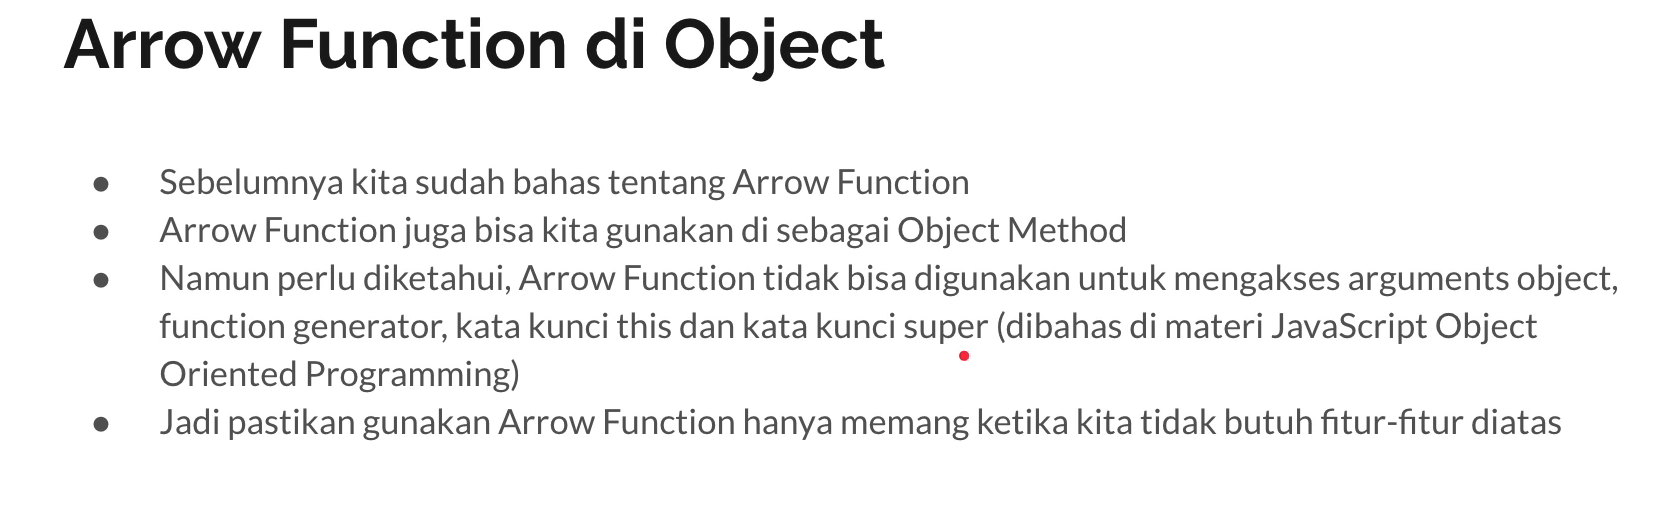 Arrow Function di Object
● Sebelumnya kita sudah bahas tentang Arrow Function
● Arrow Function juga bisa kita gunakan di sebagai Object Method
● Namun perlu diketahui, Arrow Function tidak bisa digunakan untuk mengakses arguments object,
function generator, kata kunci this dan kata kunci super (dibahas di materi JavaScript Object
Oriented Programming)
● Jadi pastikan gunakan Arrow Function hanya memang ketika kita tidak butuh fitur-fitur diatas